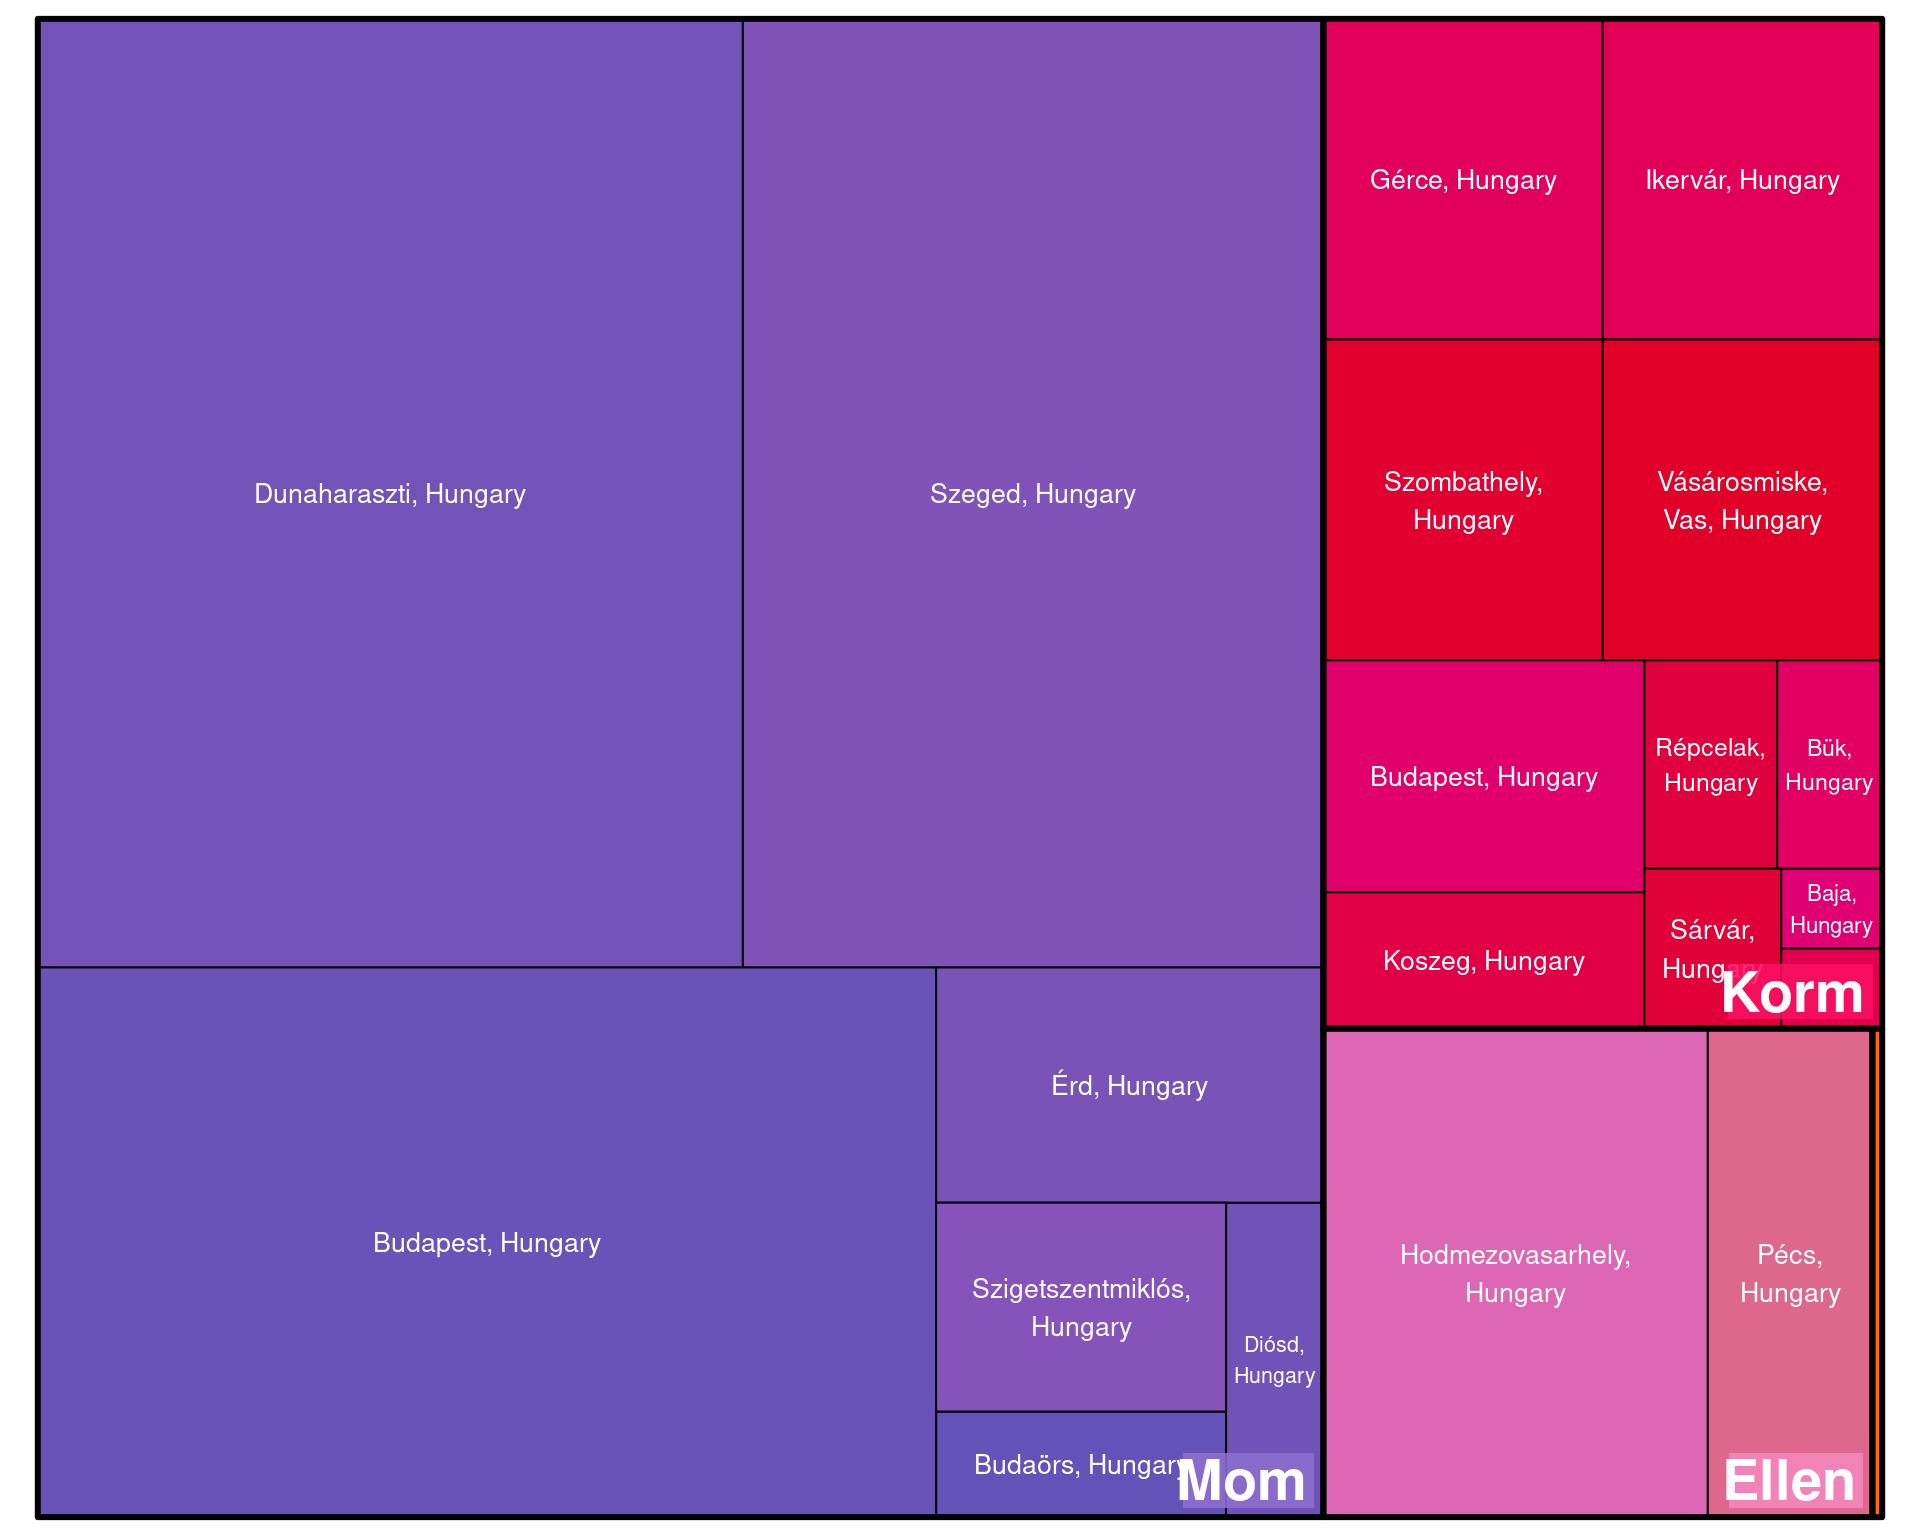 Dunaharaszti, Hungary
Szeged, Hungary
Budapest, Hungary
Érd, Hungary
Szigetszentmiklós,
Hungary
Diósd,
Hungary
Budaörs, Hungary
Mom
Gérce, Hungary
Ikervár, Hungary
Szombathely,
Hungary
Vásárosmiske,
Vas, Hungary
Budapest, Hungary
Répcelak,
Hungary
Bük,
Hungary
Koszeg, Hungary
Sárvár,
Hungary
Baja,
Hungary
Korm
Hodmezovasarhely,
Hungary
Pécs,
Hungary
Ellen